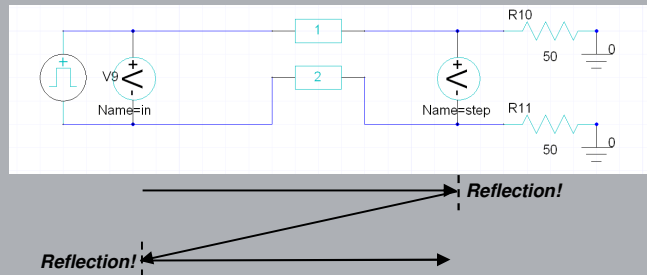 R10
1
0
50
+
+
+
V9
2
-
-
Name=in
Name=step
R11
0
50
Reflection!
Reflection!